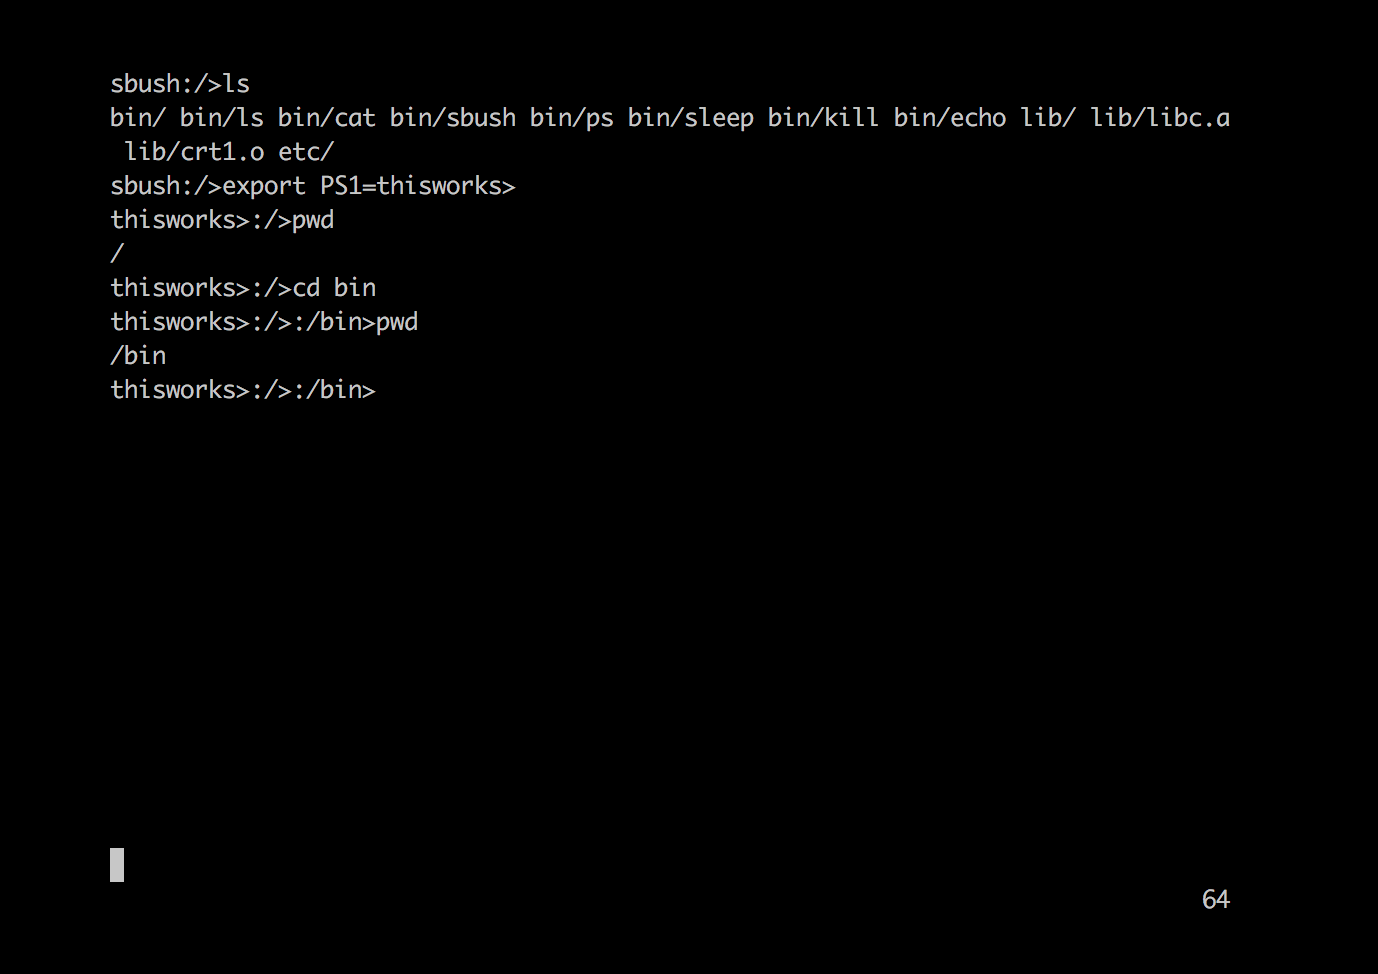 sbush:/>ls
bin/ bin/ls bin/cat bin/sbush bin/ps bin/sleep bin/kill bin/echo lib/ lib/libc.a
 lib/crt1.o etc/
sbush:/>export PS1=thisworks>
thisworks>:/>pwd
/
thisworks>:/>cd bin
thisworks>:/>:/bin>pwd
/bin
thisworks>:/>:/bin>
64